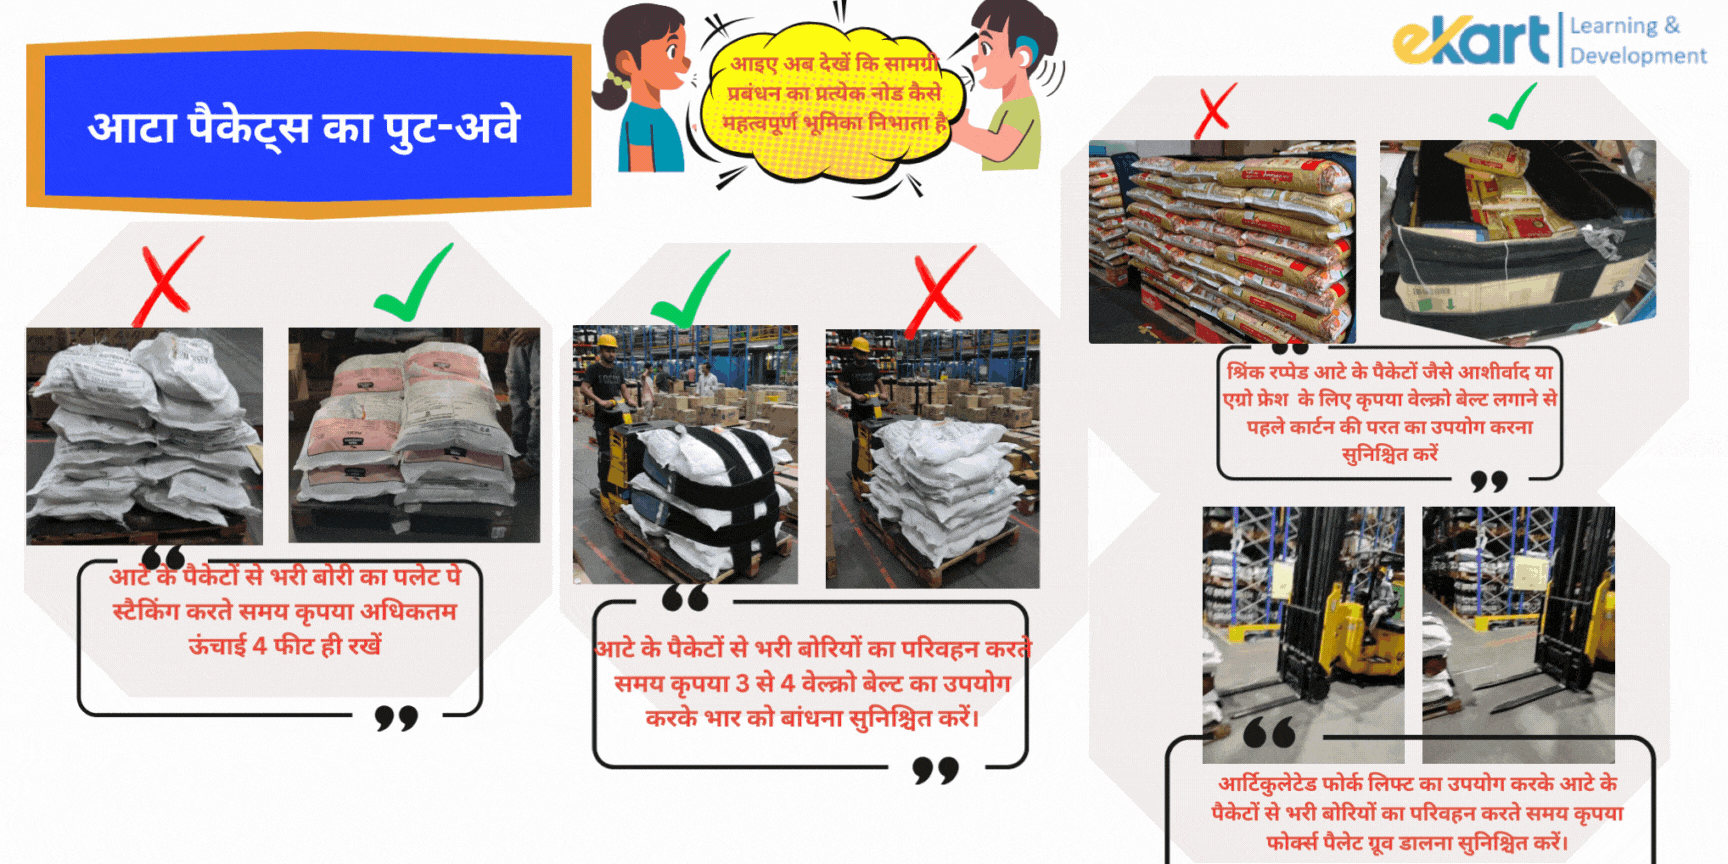 आटा पैकेट्स का पुट-अवे
आइए अब देखें कि सामग्री
प्रबंधन का प्रत्येक नोड कैसे
महत्वपूर्ण भूमिका निभाता है
ekart
Learning &
Development
आटे के पैकेटों से भरी बोरी का पलेट पे
स्टैकिंग करते समय कृपया अधिकतम
ऊंचाई 4 फीट ही रखें
आटे के पैकेटों से भरी बोरियों का परिवहन करते
समय कृपया 3 से 4 वेल्क्रो बेल्ट का उपयोग
करके भार को बांधना सुनिश्चित करें।
श्रिंक रप्पेड आटे के पैकेटों जैसे आशीर्वाद या
एग्रो फ्रेश के लिए कृपया वेल्क्रो बेल्ट लगाने से
पहले कार्टन की परत का उपयोग करना
सुनिश्चित करें
आर्टिकुलेटेड फोर्क लिफ्ट का उपयोग करके आटे के
पैकेटों से भरी बोरियों का परिवहन करते समय कृपया
फोर्क्स पैलेट ग्रूव डालना सुनिश्चित करें।